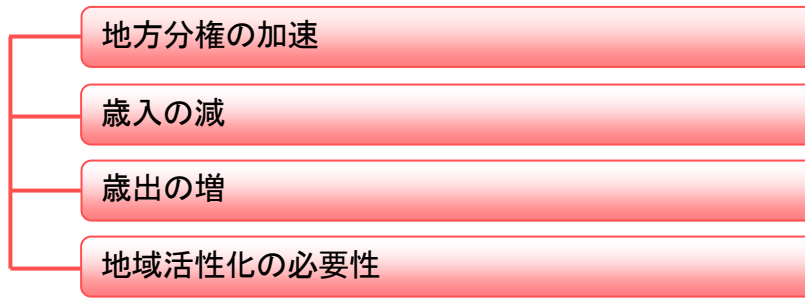 地方分権の加速
歳入の減
歳出の増
地域活性化の必要性